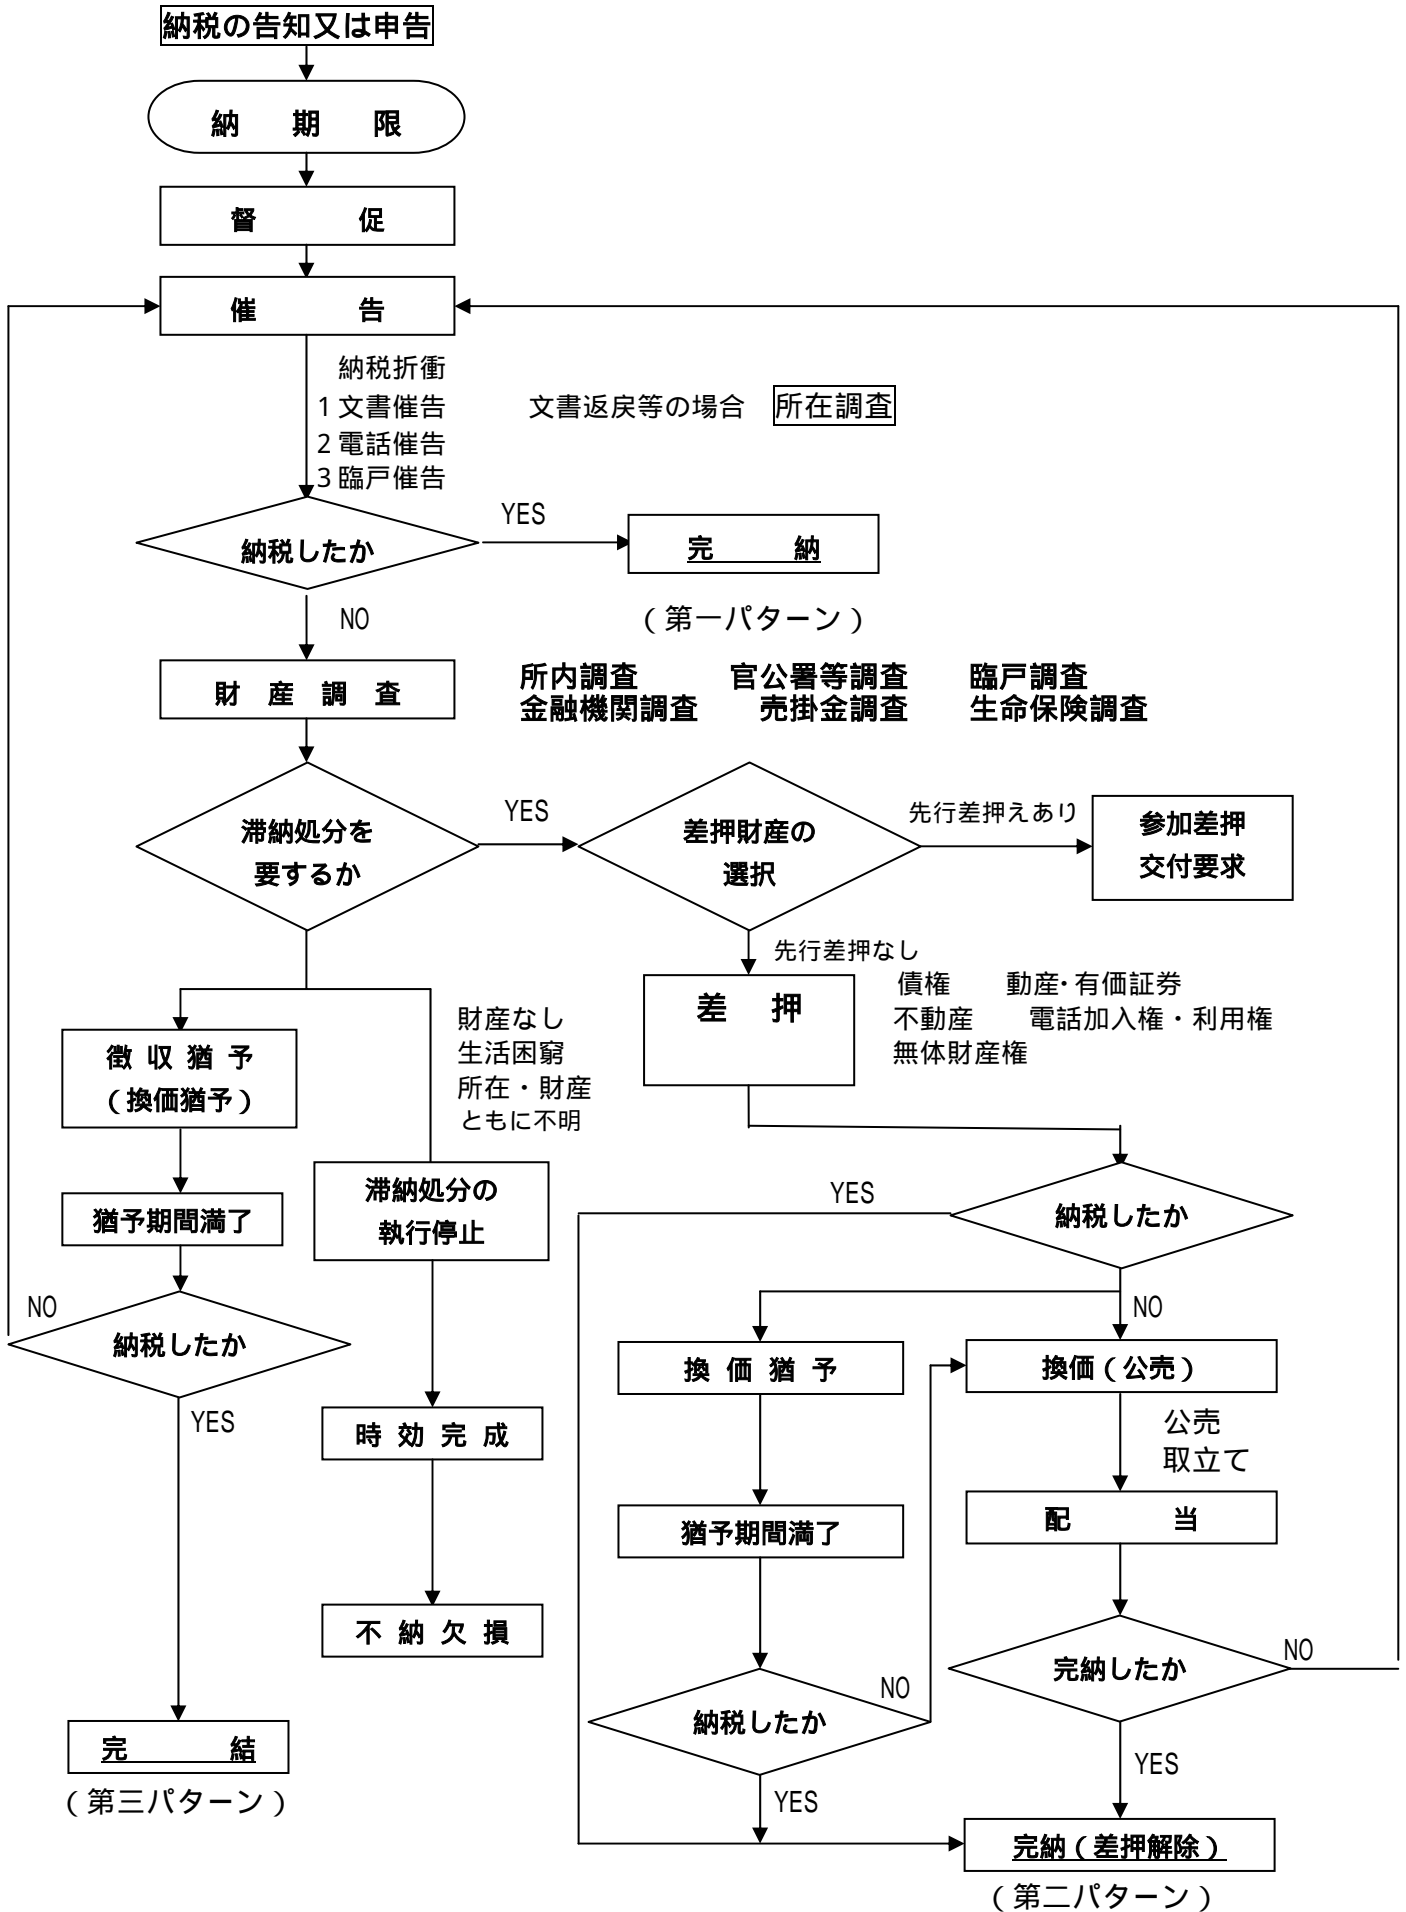 納税の告知又は申告
納 期 限
督 促
催 告
納税折衝
1 文書催告 文書返戻等の場合 所在調査
2 電話催告
3 臨戸催告
YES
納税したか
完 納
NO
（第一パターン）
財 産 調 査
所内調査 官公署等調査 臨戸調査
金融機関調査 売掛金調査 生命保険調査
滞納処分を
要するか
YES
差押財産の
選択
先行差押えあり
参加差押
交付要求
先行差押なし
差 押
債権 動産・有価証券
不動産 電話加入権・利用権
無体財産権
財産なし
生活困窮
所在・財産
ともに不明
徴 収 猶 予
（換価猶予）
猶予期間満了
滞納処分の
執行停止
YES
納税したか
NO
納税したか
YES
NO
換 価 猶 予
換価（公売）
公売
取立て
時 効 完 成
猶予期間満了
配 当
不 納 欠 損
完納したか
NO
NO
納税したか
完 結
（第三パターン）
YES
YES
完納（差押解除）
（第二パターン）